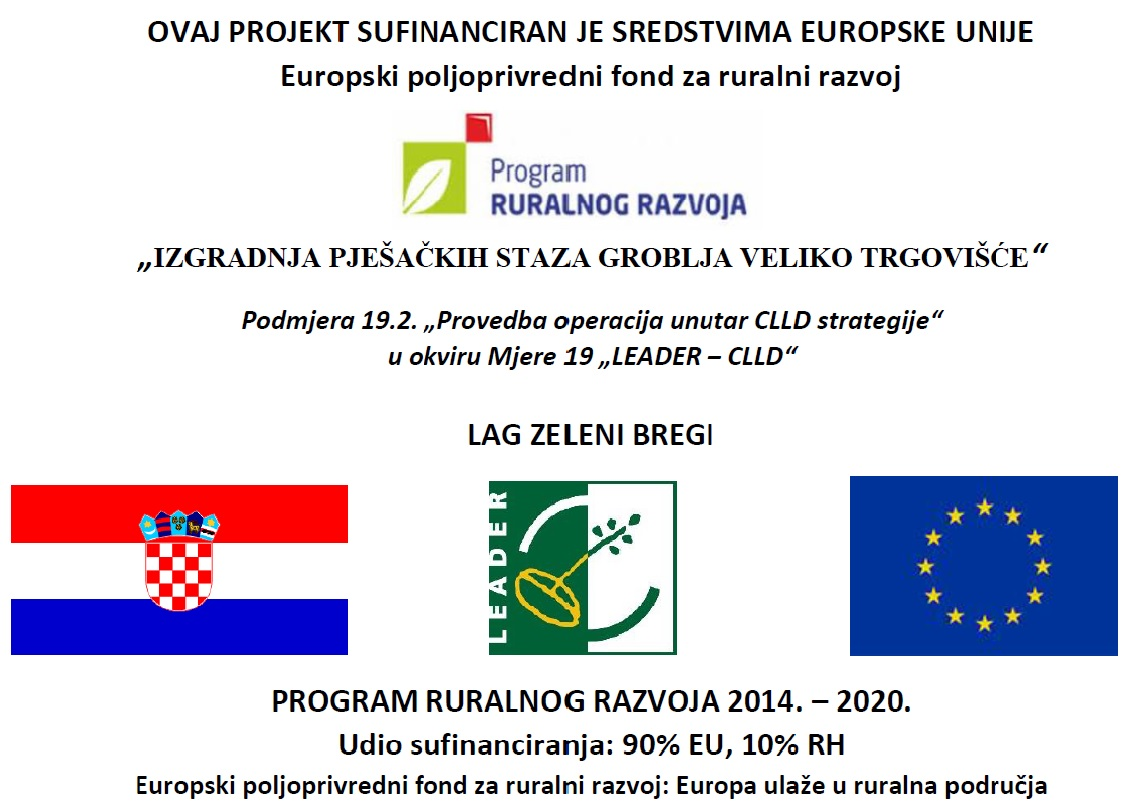 OVAJ PROJEKT SUFINANCIRAN JE SREDSTVIMA EUROPSKE UNIJE
Europski poljoprivredni fond za ruralni razvoj
Program
RURALNOG RAZVOJA
„IZGRADNJA PJEŠAČKIH STAZA GROBLJA VELIKO TRGOVIŠĆE“
Podmjera 19.2. „Provedba operacija unutar CLLD strategije“
u okviru Mjere 19 „LEADER – CLLD“
LAG ZELENI BREGI
LEADER
PROGRAM RURALNOG RAZVOJA 2014. – 2020.
Udio sufinanciranja: 90% EU, 10% RH
Europski poljoprivredni fond za ruralni razvoj: Europa ulaže u ruralna područja